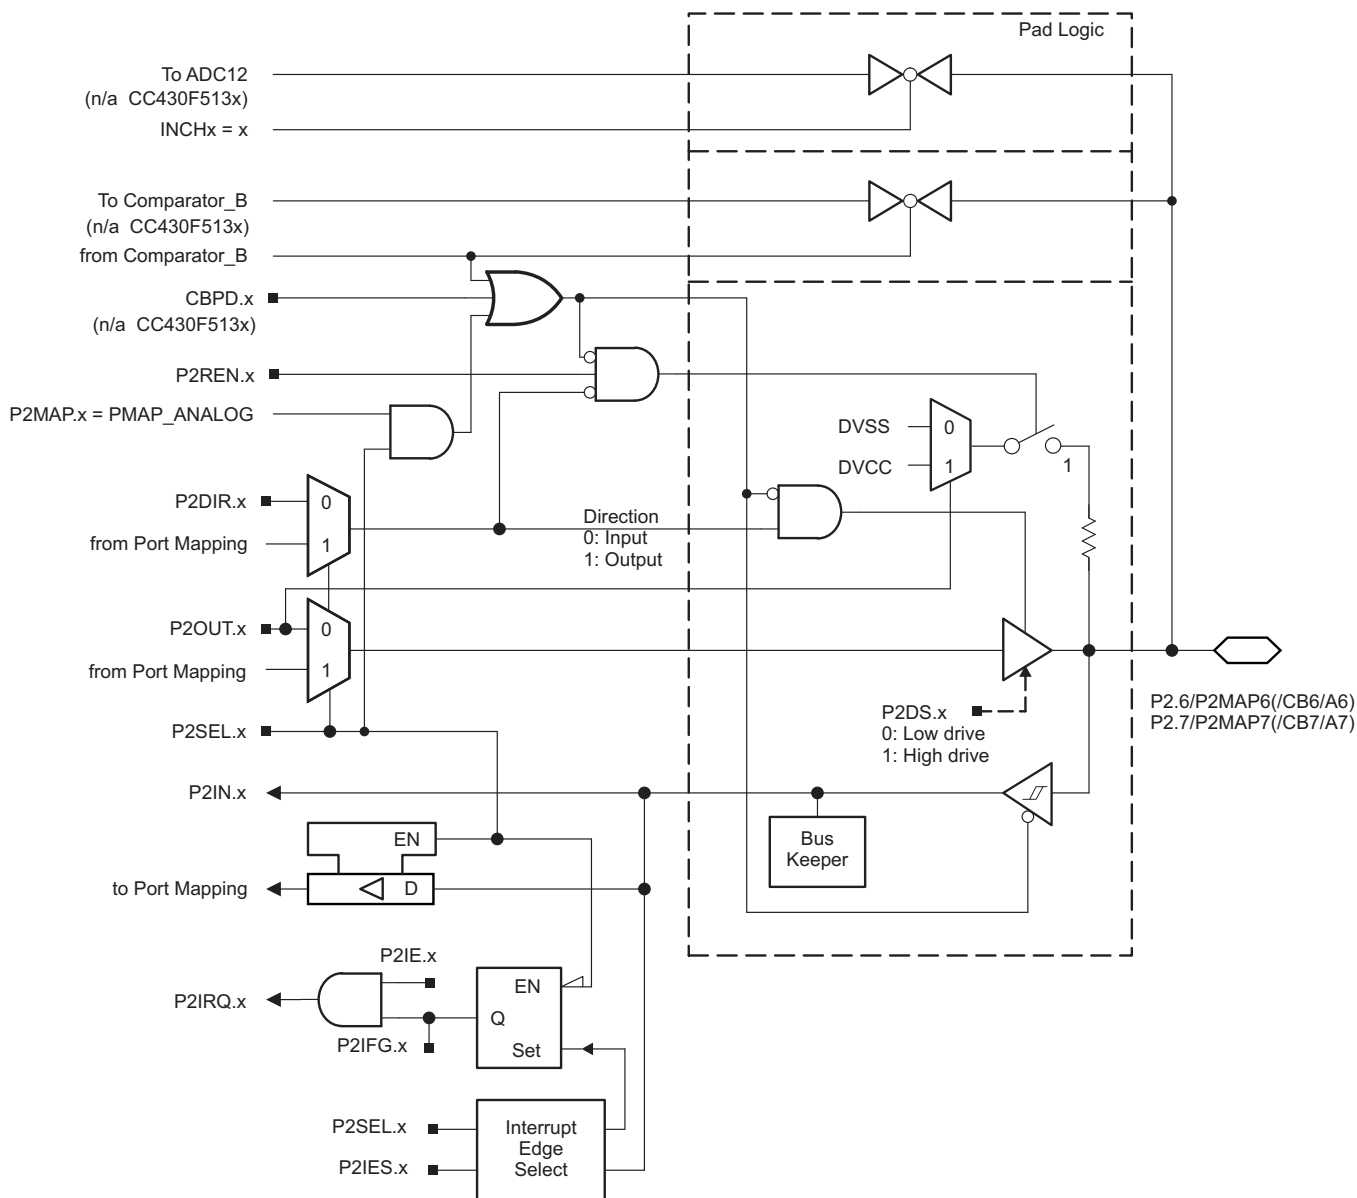 Pad Logic
To ADC12
(n/a CC430F513x)
INCHx = x
To Comparator_B
(n/a CC430F513x)
from Comparator_B
CBPD.x
(n/a CC430F513x)
P2REN.x
P2MAP.x = PMAP_ANALOG
DVSS
0
DVCC
1
1
P2DIR.x
0
from Port Mapping
1
Direction
0: Input
1: Output
P2OUT.x
0
from Port Mapping
1
P2SEL.x
P2DS.x
0: Low drive
1: High drive
P2.6/P2MAP6(/CB6/A6)
P2.7/P2MAP7(/CB7/A7)
P2IN.x
Bus
Keeper
EN
to Port Mapping
D
P2IE.x
P2IRQ.x
EN
Q
P2IFG.x
Set
P2SEL.x
P2IES.x
Interrupt
Edge
Select